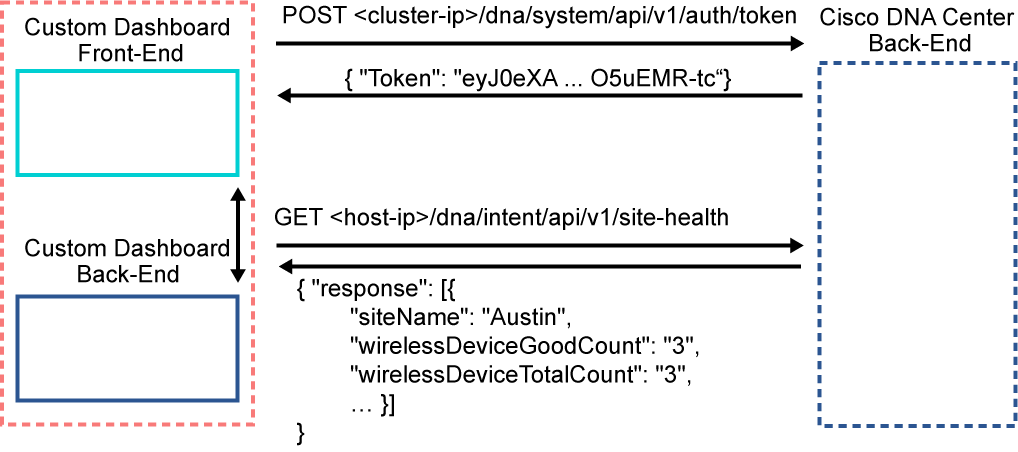 Custom Dashboard
Front-End
POST <cluster-ip>/dna/system/api/v1/auth/token
Cisco DNA Center
Back-End
{ "Token": "eyJ0eXA ... O5uEMR-tc“}
GET <host-ip>/dna/intent/api/v1/site-health
Custom Dashboard
Back-End
{ "response": [{
"siteName": "Austin",
"wirelessDeviceGoodCount": "3",
"wirelessDeviceTotalCount": "3",
… }]
}